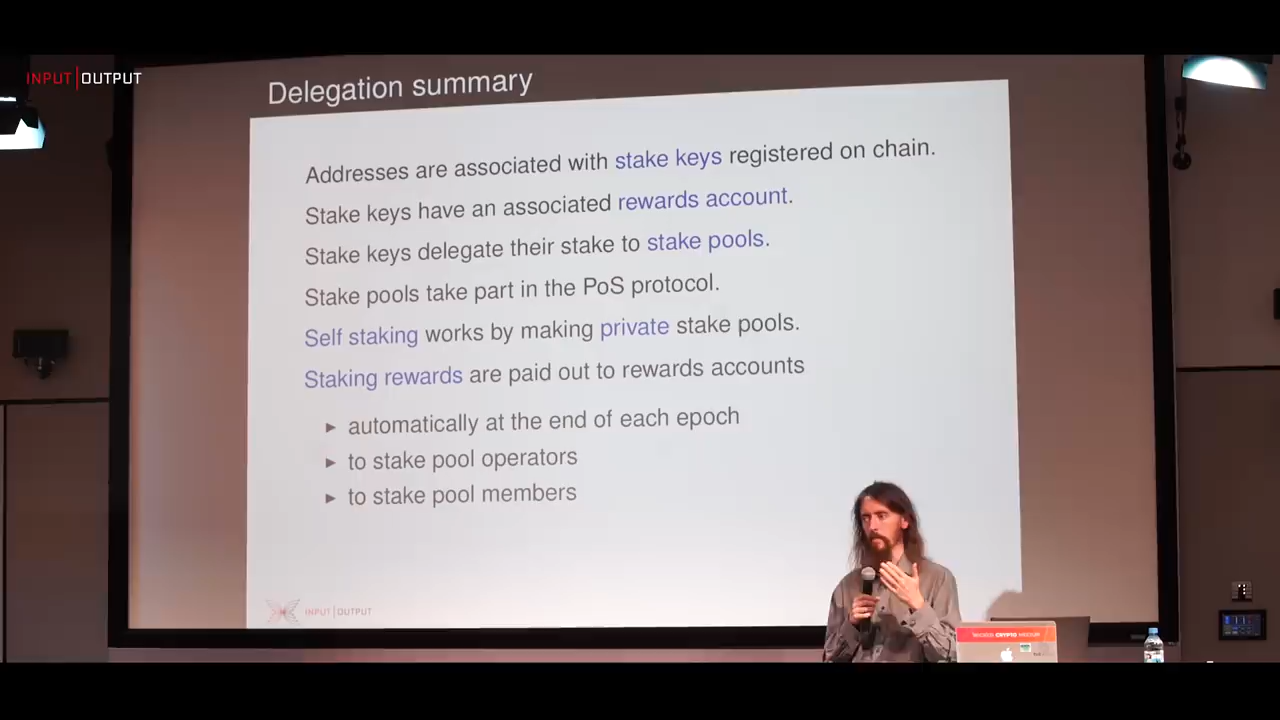 INPUT|OUTPUT
Delegation summary
Addresses are associated with stake keys registered on chain.
Stake keys have an associated rewards account.
Stake keys delegate their stake to stake pools.
Stake pools take part in the PoS protocol.
Self staking works by making private stake pools.
Staking rewards are paid out to rewards accounts
▶ automatically at the end of each epoch
▶ to stake pool operators
▶ to stake pool members
INPUT|OUTPUT
CRYPTO